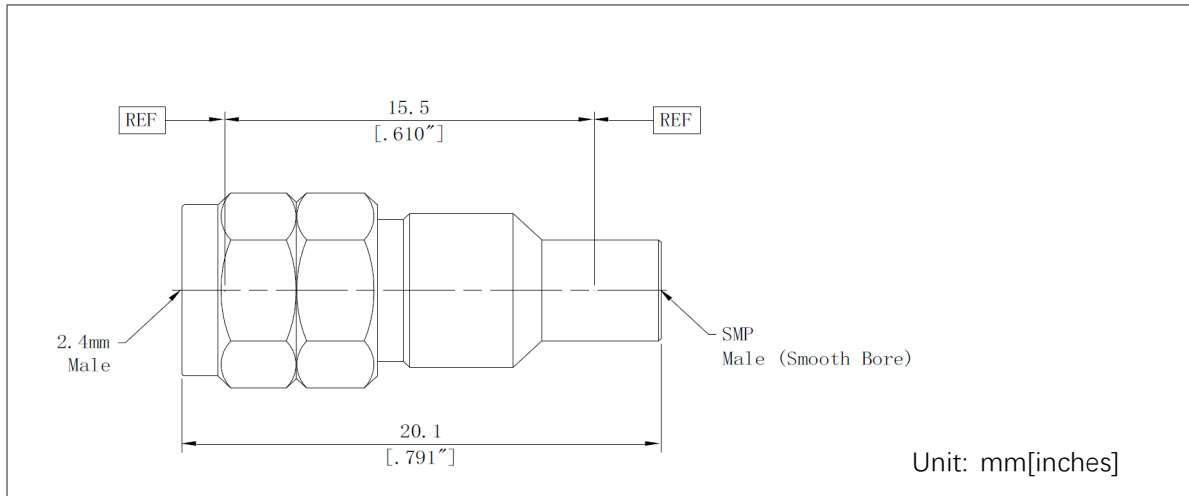 15.5
REF
REF
[.610″]
2.4mm
Male
SMP
Male (Smooth Bore)
20.1
[.791″]
Unit: mm[inches]